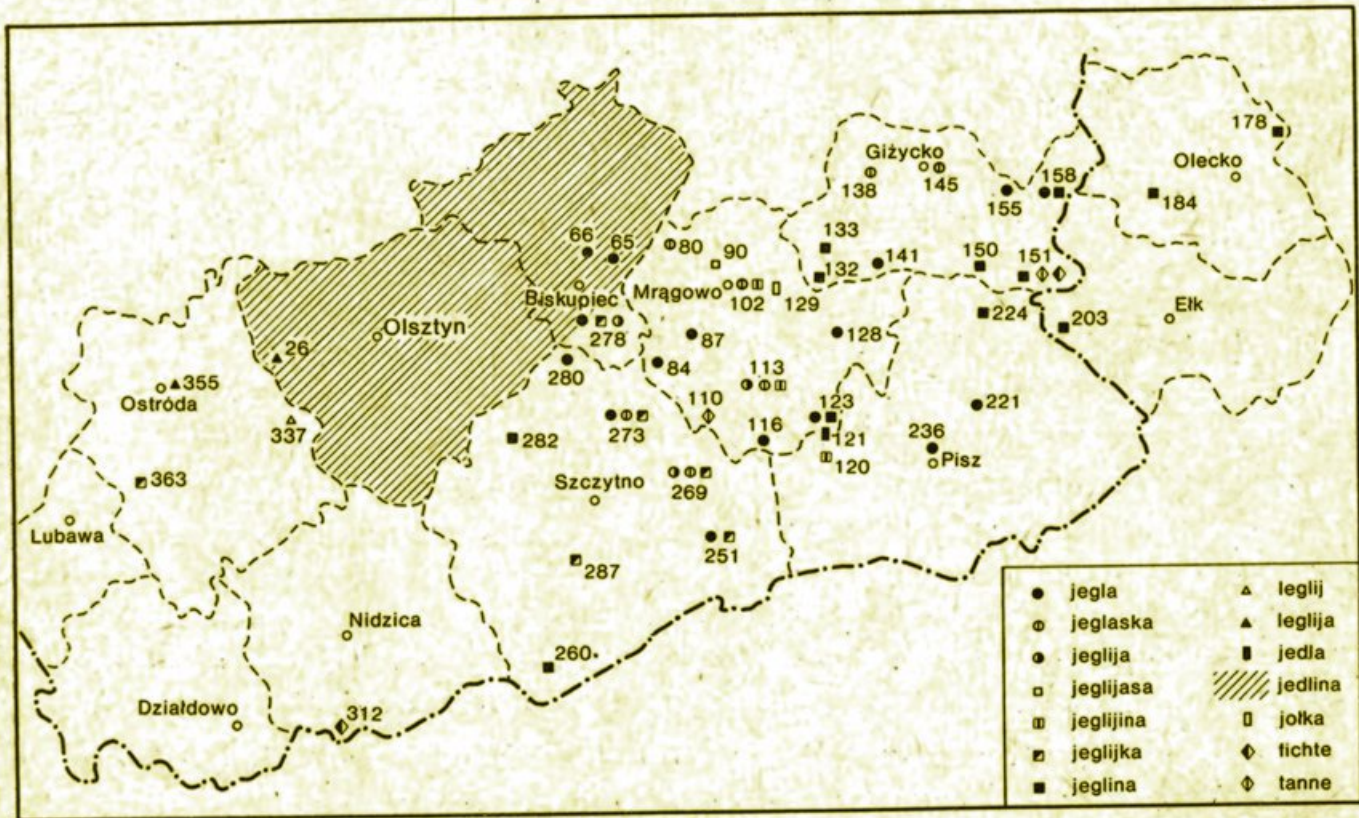 178
Giżycko
Olecko
138
145
158
155
184
133
66
65
80
90
141
150
151
132
Mrągowo
102
129
Biskupiec
Ełk
Olsztyn
278
87
128
224
203
26
280
84
113
355
Ostróda
110
123
221
337
273
116
121
236
282
120
Pisz
363
Szczytno
269
Lubawa
251
287
Nidzica
260
Działdowo
312
jegla leglij
jeglaska leglija
jeglija jedla
jeglijasa jedlina
jeglijina jołka
jeglijka fichte
jeglina tanne